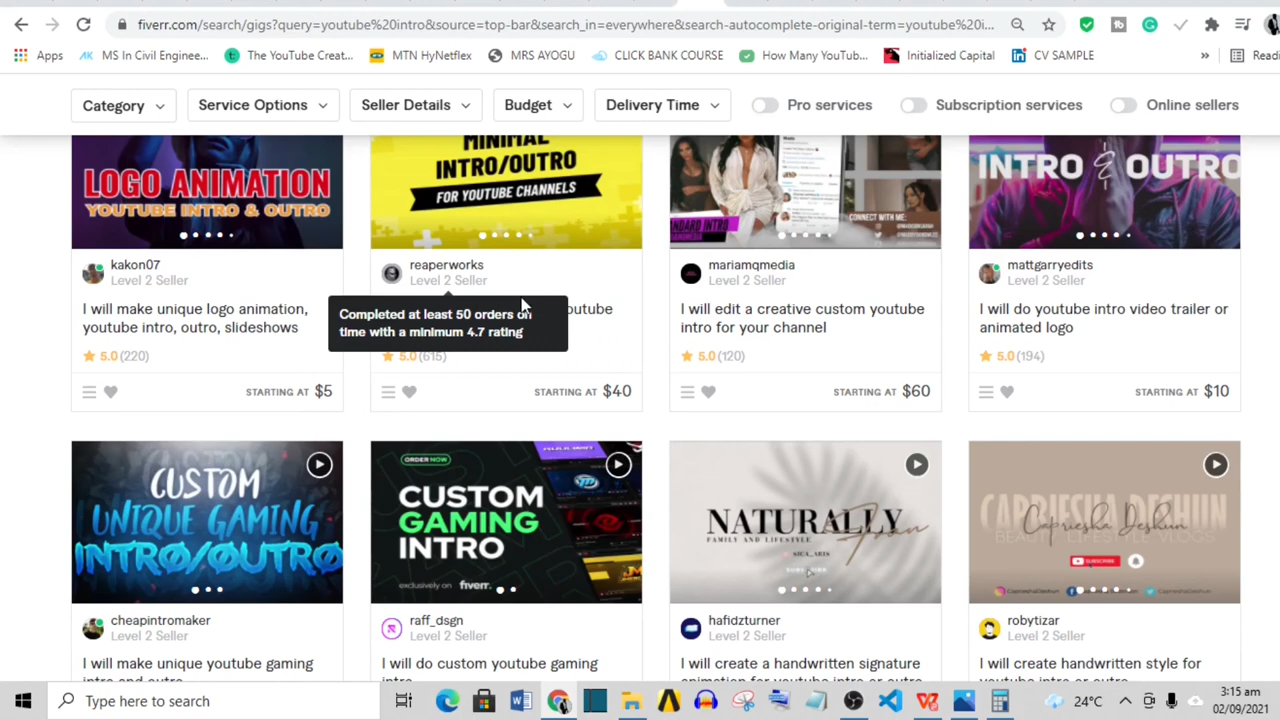 fiverr.com/search/gigs?query=youtube%20intro&source=top-bar&search_in=everywhere&search-autocomplete-original-term=youtube%20i...
Apps
MS In Civil Enginee...
The YouTube Creat...
MTN HyNetflex
MRS AYOGU
CLICK BANK COURSE
How Many YouTub...
Initialized Capital
CV SAMPLE
»
Readi
Category
Service Options
Seller Details
Budget
Delivery Time
Pro services
Subscription services
Online sellers
LOGO ANIMATION
YOUTUBE INTRO & OUTRO
MINIMAL
INTRO/OUTRO
FOR YOUTUBE CHANNELS
CONNECT WITH ME:
INTRO & OUTRO
kakon07
Level 2 Seller
I will make unique logo animation,
youtube intro, outro, slideshows
5.0 (220)
STARTING AT $5
reaperworks
Level 2 Seller
Completed at least 50 orders on
time with a minimum 4.7 rating
5.0 (615)
STARTING AT $40
mariamqmedia
Level 2 Seller
I will edit a creative custom youtube
intro for your channel
5.0 (120)
STARTING AT $60
mattgarryedits
Level 2 Seller
I will do youtube intro video trailer or
animated logo
5.0 (194)
STARTING AT $10
CUSTOM
UNIQUE GAMING
INTRO/OUTRO
ORDER NOW
CUSTOM
GAMING
INTRO
exclusively on fiverr.
NATURALLY
FAMILY AND LIFESTYLE
Capriesha Deshun
BEAUTY LIFESTYLE VLOGS
SUBSCRIBE
cheapintromaker
Level 2 Seller
I will make unique youtube gaming
intro and outro
raff_dsgn
Level 2 Seller
I will do custom youtube gaming
intro
hafidzturner
Level 2 Seller
I will create a handwritten signature
animation for youtube intro or outro
robytizar
Level 2 Seller
I will create handwritten style for
youtube intro or outro
Type here to search
24°C
3:15 am
02/09/2021